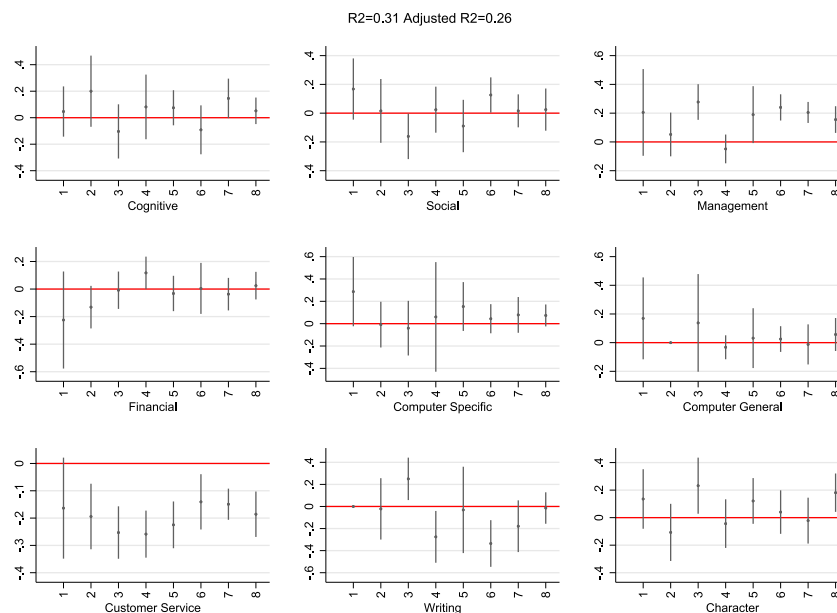 R2=0.31 Adjusted R2=0.26
.4
.2
0
-.2
-.4
1 2 3 4 5 6 7 8
Cognitive
.4
.2
0
-.2
-.4
1 2 3 4 5 6 7 8
Social
.6
.4
.2
0
-.2
1 2 3 4 5 6 7 8
Management
.2
0
-.2
-.4
-.6
1 2 3 4 5 6 7 8
Financial
.6
.4
.2
0
-.2
-.4
1 2 3 4 5 6 7 8
Computer Specific
.6
.4
.2
0
-.2
1 2 3 4 5 6 7 8
Computer General
0
-.1
-.2
-.3
-.4
1 2 3 4 5 6 7 8
Customer Service
.4
.2
0
-.2
-.4
-.6
1 2 3 4 5 6 7 8
Writing
.4
.2
0
-.2
-.4
1 2 3 4 5 6 7 8
Character